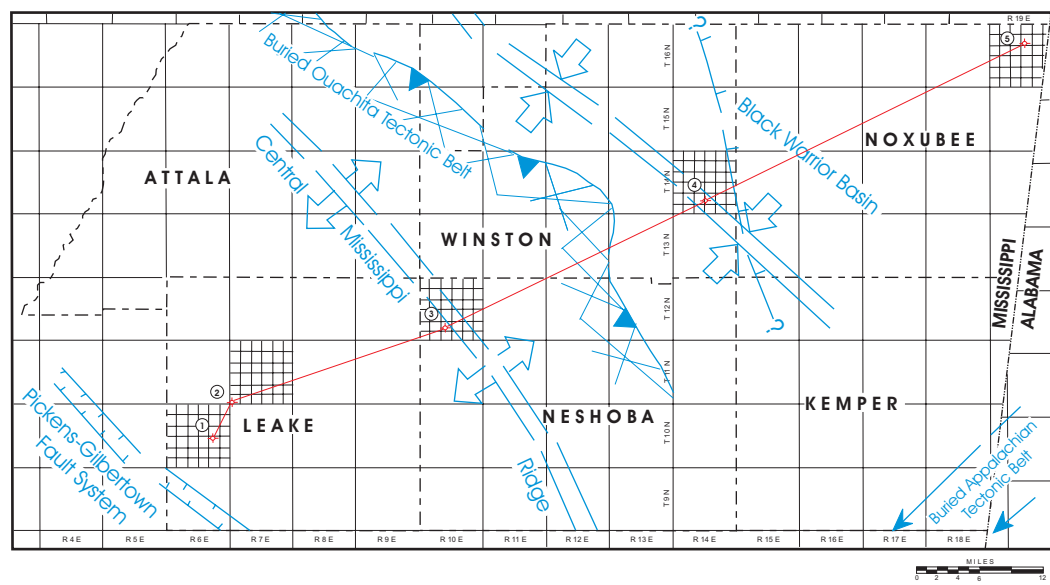 R 19 E
5
?
T 16 N
Buried Ouachita Tectonic Belt
Black Warrior Basin
T 15 N
NOXUBEE
Central Mississippi Ridge
ATTALA
T 14 N
4
WINSTON
T 13 N
MISSISSIPPI
ALABAMA
3
T 12 N
?
T 11 N
2
Pickens-Gilbertown
Fault System
1
LEAKE
NESHOBA
KEMPER
T 10 N
Buried Appalachian
Tectonic Belt
T 9 N
R 4 E R 5 E R 6 E R 7 E R 8 E R 9 E R 10 E R 11 E R 12 E R 13 E R 14 E R 15 E R 16 E R 17 E R 18 E
MILES
0 2 4 6 12